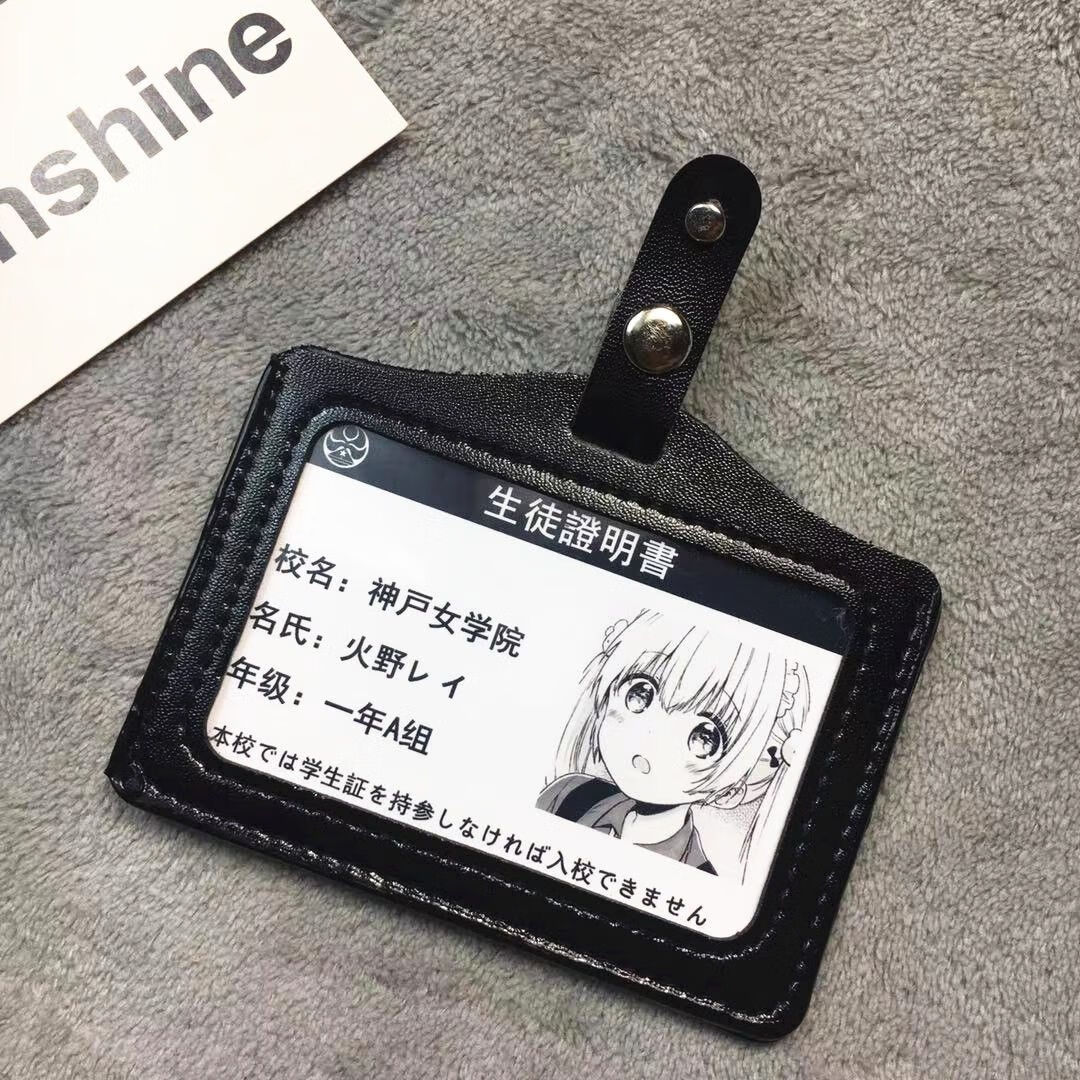 nshine
生徒證明書
校名：神戸女学院
名氏：火野レイ
年级：一年A组
本校では学生証を持参しなければ入校できません